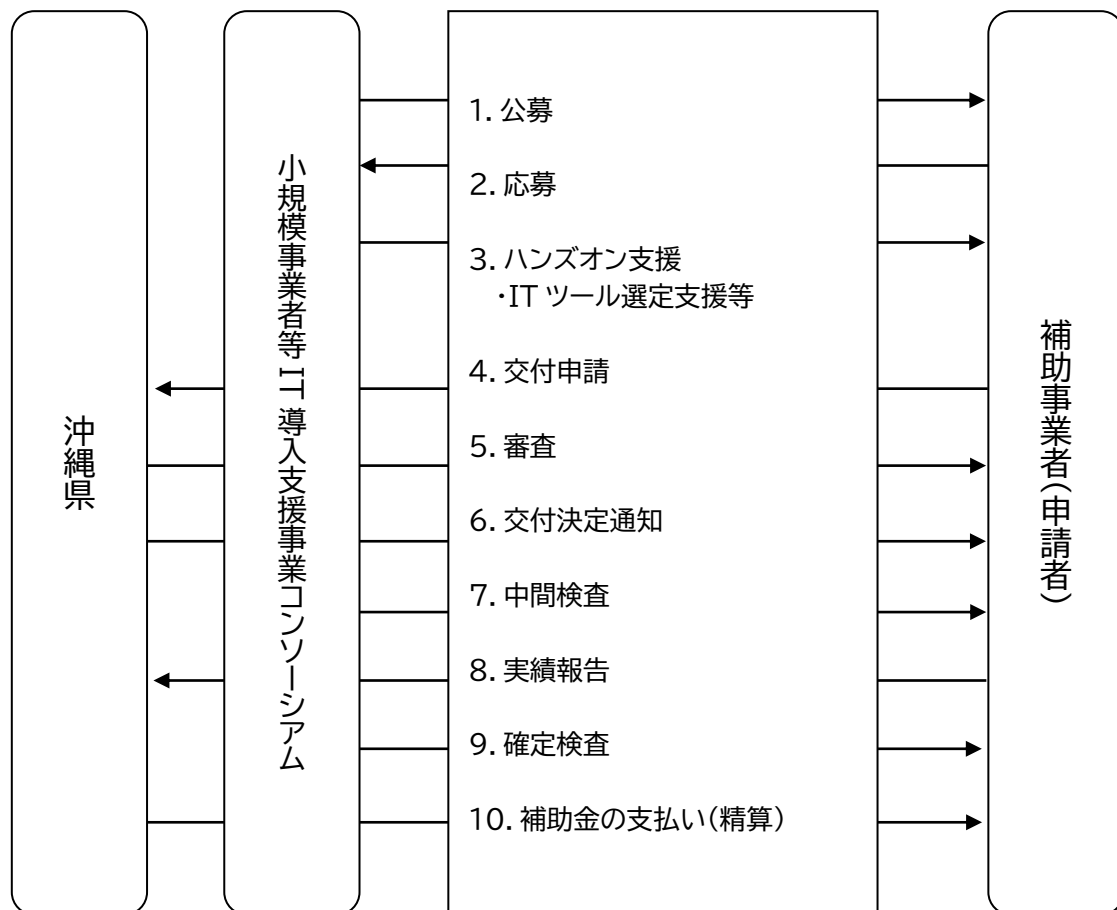 沖縄県
小規模事業者等 IT 導入支援事業コンソーシアム
1. 公募
2. 応募
3. ハンズオン支援
・IT ツール選定支援等
4. 交付申請
5. 審査
6. 交付決定通知
7. 中間検査
8. 実績報告
9. 確定検査
10. 補助金の支払い(精算)
補助事業者(申請者)